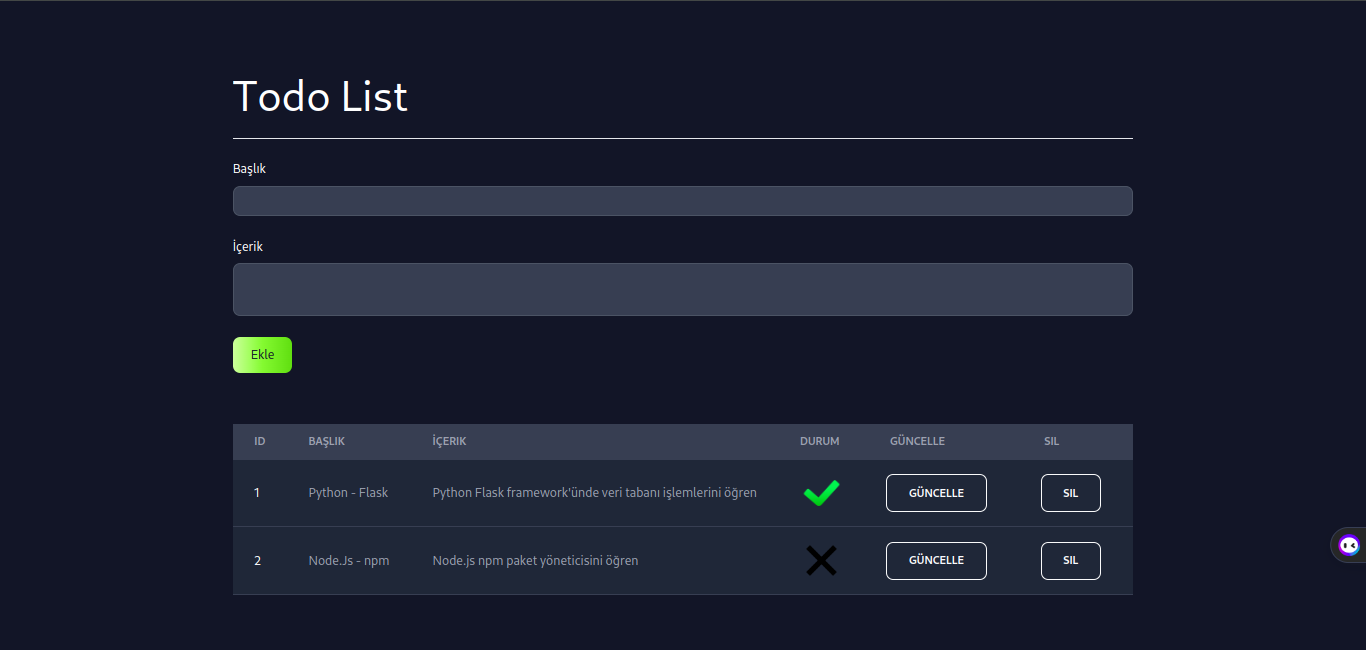 Todo List
Başlık
İçerik
Ekle
ID BAŞLIK İÇERIK DURUM GÜNCELLE SIL
1 Python - Flask Python Flask framework'ünde veri tabanı işlemlerini öğren GÜNCELLE SIL
2 Node.Js - npm Node.js npm paket yöneticisini öğren GÜNCELLE SIL